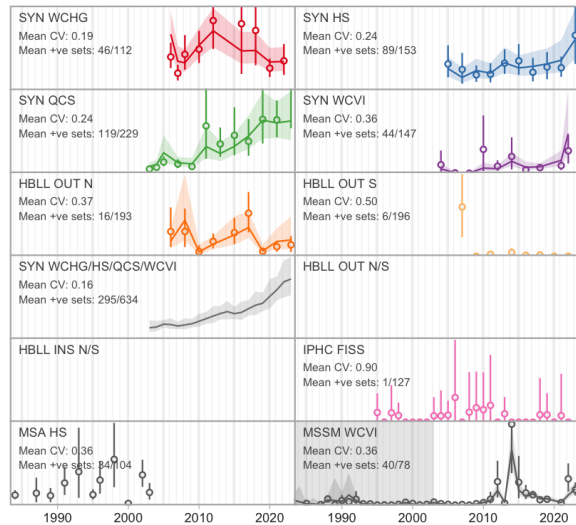 SYN WCHG
Mean CV: 0.19
Mean +ve sets: 46/112
SYN HS
Mean CV: 0.24
Mean +ve sets: 89/153
SYN QCS
Mean CV: 0.24
Mean +ve sets: 119/229
SYN WCVI
Mean CV: 0.36
Mean +ve sets: 44/147
HBLL OUT N
Mean CV: 0.37
Mean +ve sets: 16/193
HBLL OUT S
Mean CV: 0.50
Mean +ve sets: 6/196
SYN WCHG/HS/QCS/WCVI
Mean CV: 0.16
Mean +ve sets: 295/634
HBLL OUT N/S
HBLL INS N/S
IPHC FISS
Mean CV: 0.90
Mean +ve sets: 1/127
MSA HS
Mean CV: 0.36
Mean +ve sets: 84/104
MSSM WCVI
Mean CV: 0.36
Mean +ve sets: 40/78
1990 2000 2010 2020 1990 2000 2010 2020